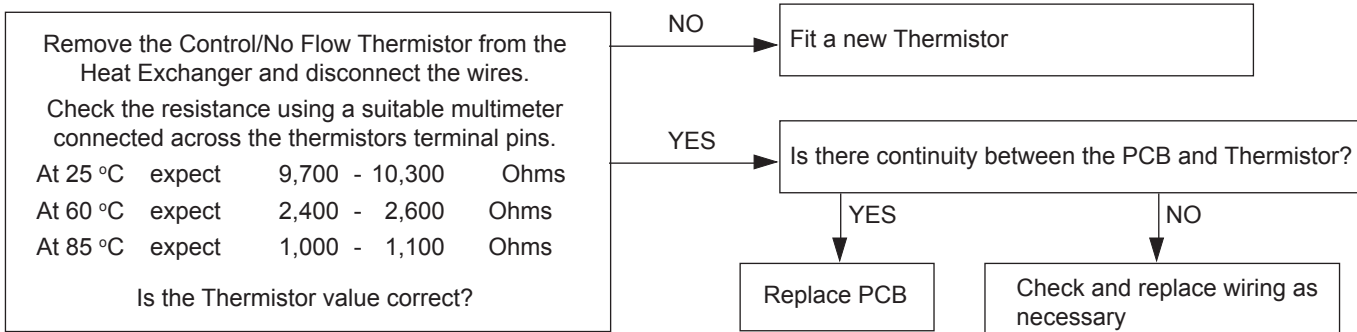 Remove the Control/No Flow Thermistor from the
Heat Exchanger and disconnect the wires.
Check the resistance using a suitable multimeter
connected across the thermistors terminal pins.
At 25 °C expect 9,700 - 10,300 Ohms
At 60 °C expect 2,400 - 2,600 Ohms
At 85 °C expect 1,000 - 1,100 Ohms
Is the Thermistor value correct?
NO
Fit a new Thermistor
YES
Is there continuity between the PCB and Thermistor?
YES
Replace PCB
NO
Check and replace wiring as
necessary